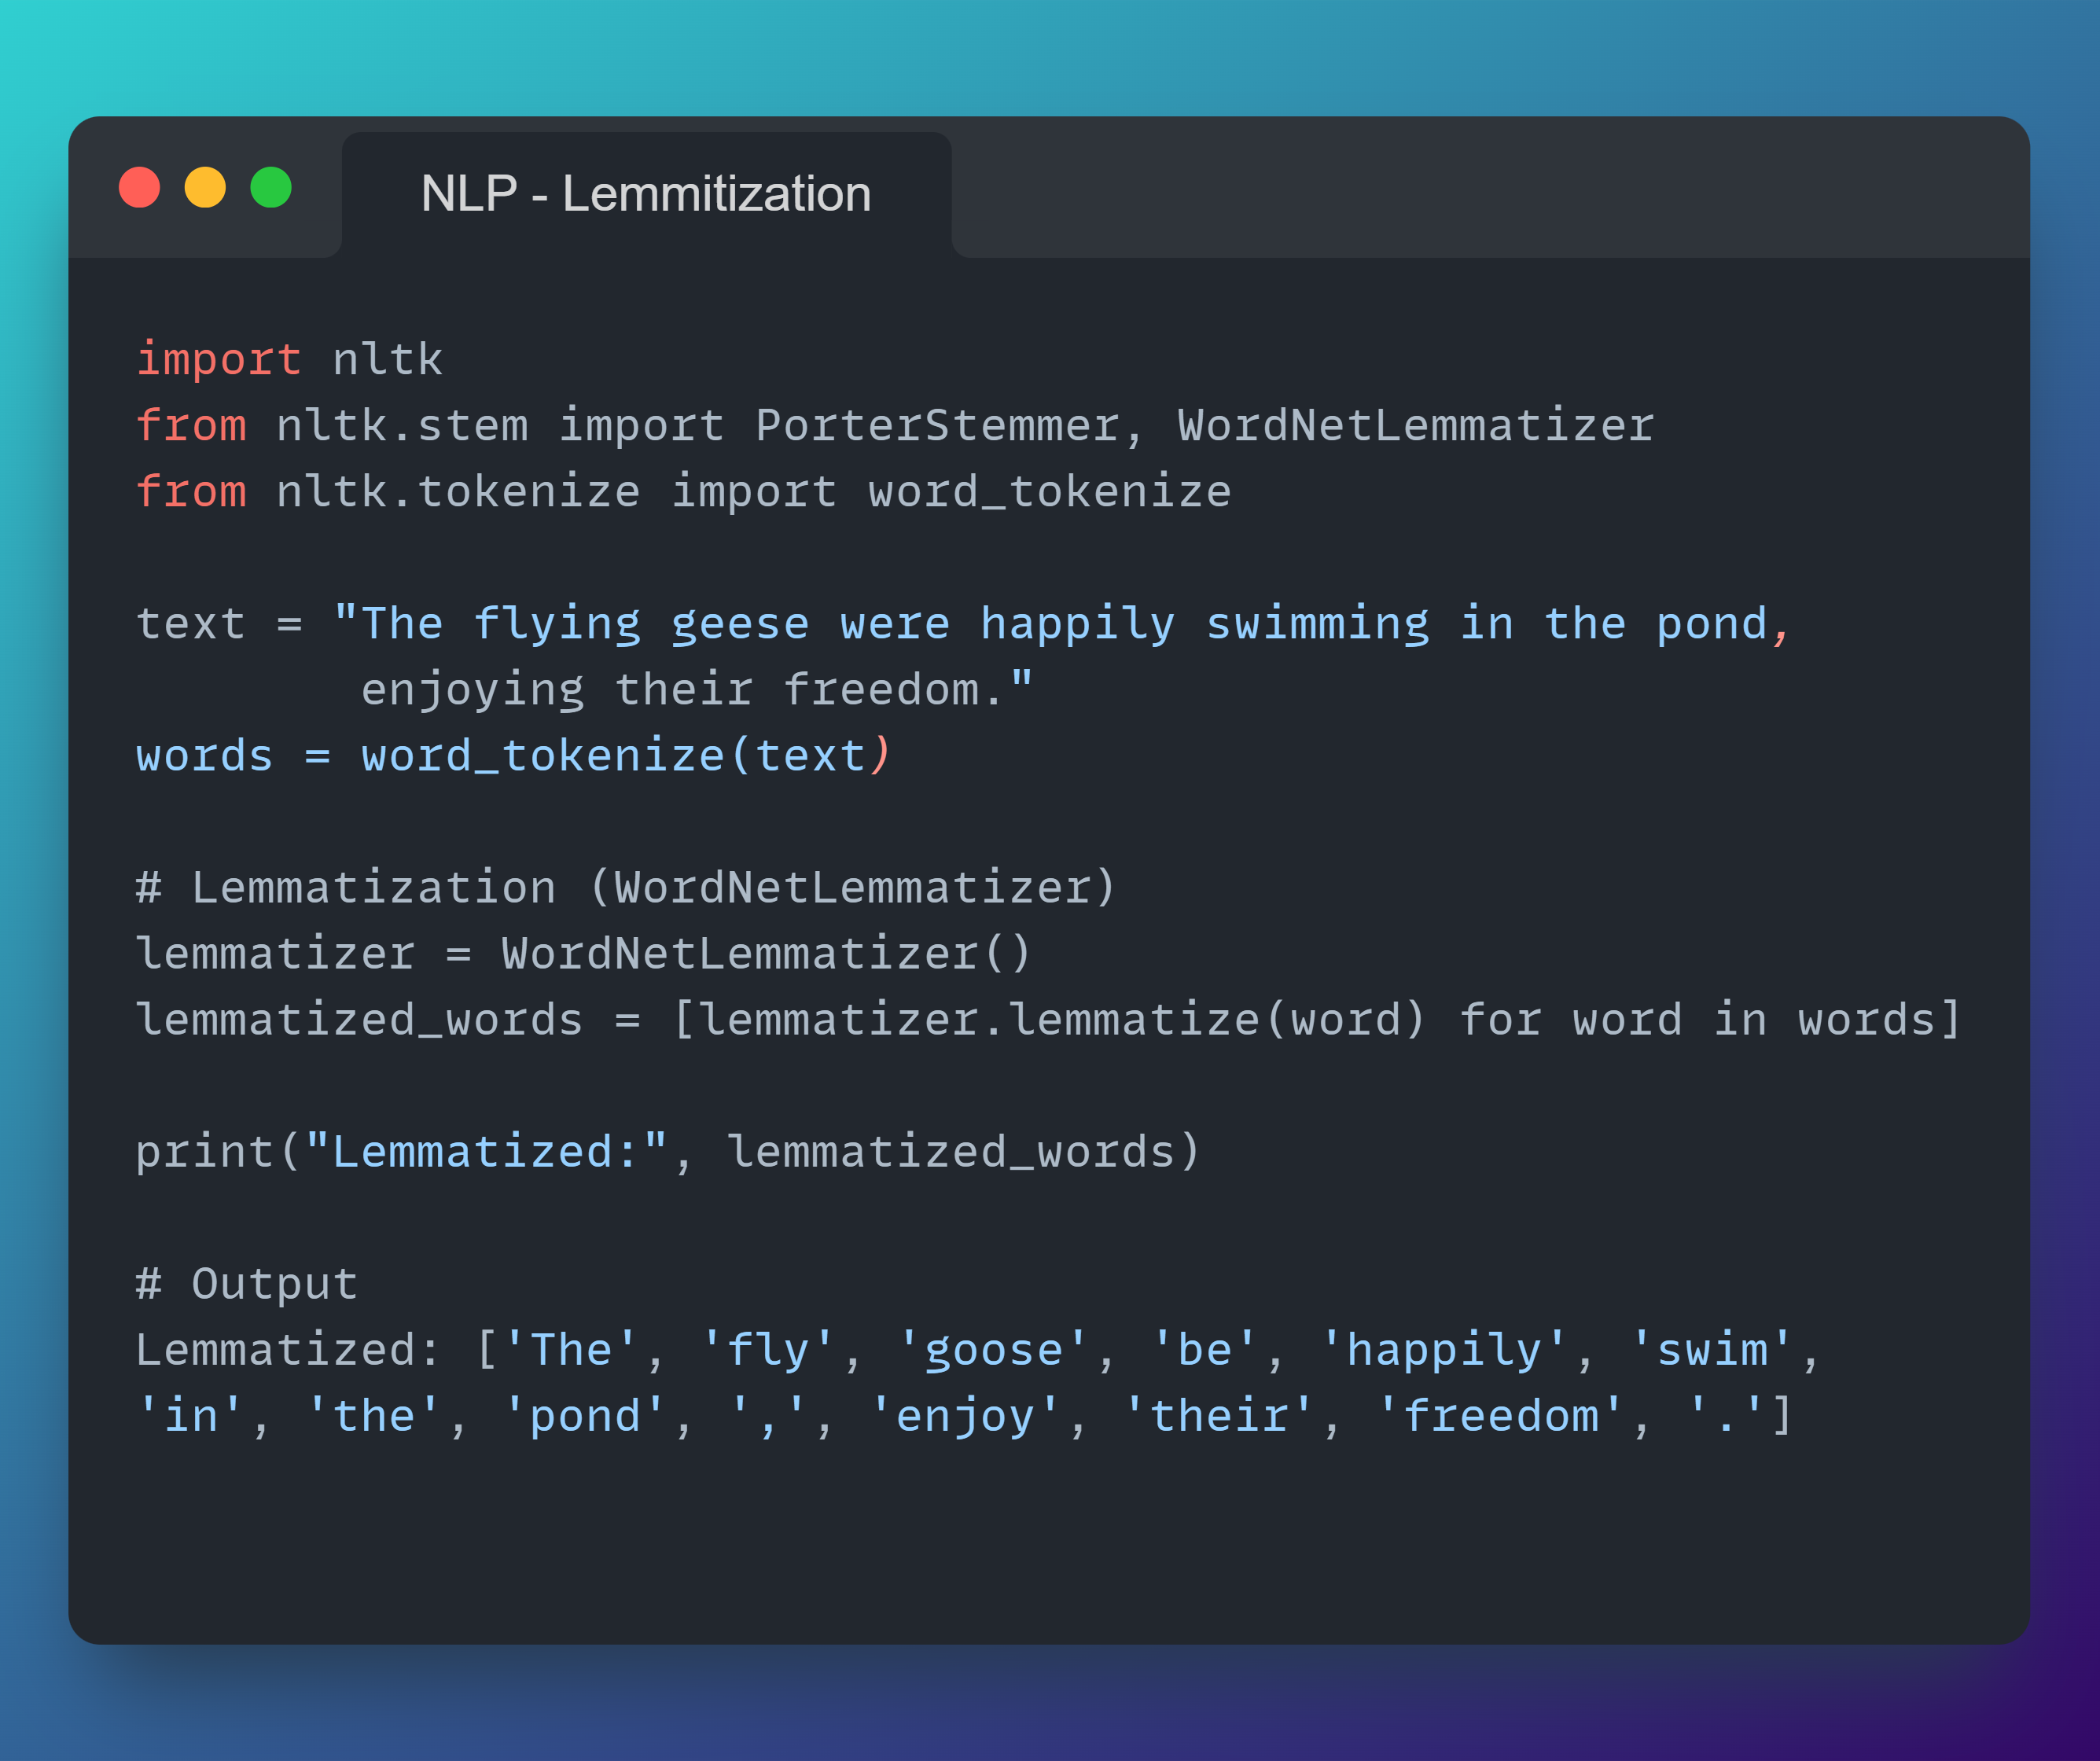 NLP - Lemmitization
import nltk
from nltk.stem import PorterStemmer, WordNetLemmatizer
from nltk.tokenize import word_tokenize
text = "The flying geese were happily swimming in the pond,
enjoying their freedom."
words = word_tokenize(text)
# Lemmatization (WordNetLemmatizer)
lemmatizer = WordNetLemmatizer()
lemmatized_words = [lemmatizer.lemmatize(word) for word in words]
print("Lemmatized:", lemmatized_words)
# Output
Lemmatized: ['The', 'fly', 'goose', 'be', 'happily', 'swim',
'in', 'the', 'pond', ',', 'enjoy', 'their', 'freedom', '.']